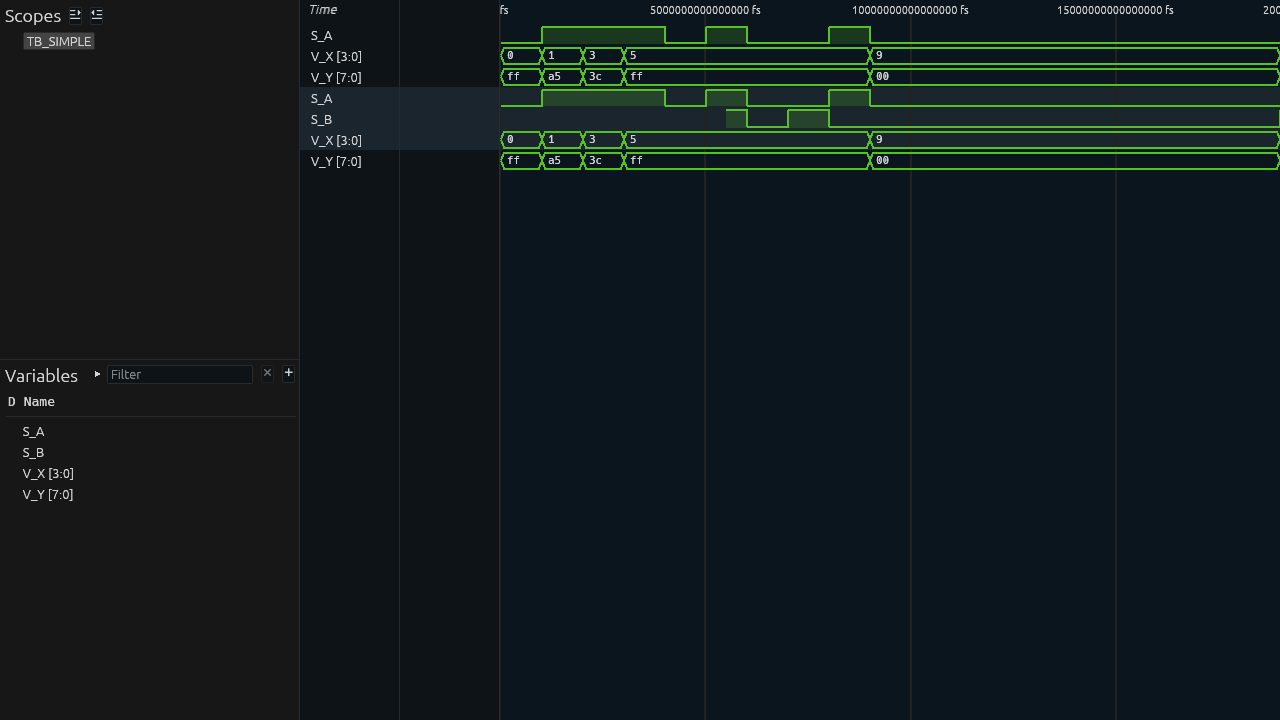 Scopes
TB_SIMPLE
Variables
Filter
× +
D Name
S_A
S_B
V_X [3:0]
V_Y [7:0]
Time
fs 5000000000000000 fs 10000000000000000 fs 15000000000000000 fs 200
S_A
V_X [3:0] 0 1 3 5 9
V_Y [7:0] ff a5 3c ff 00
S_A
S_B
V_X [3:0] 0 1 3 5 9
V_Y [7:0] ff a5 3c ff 00